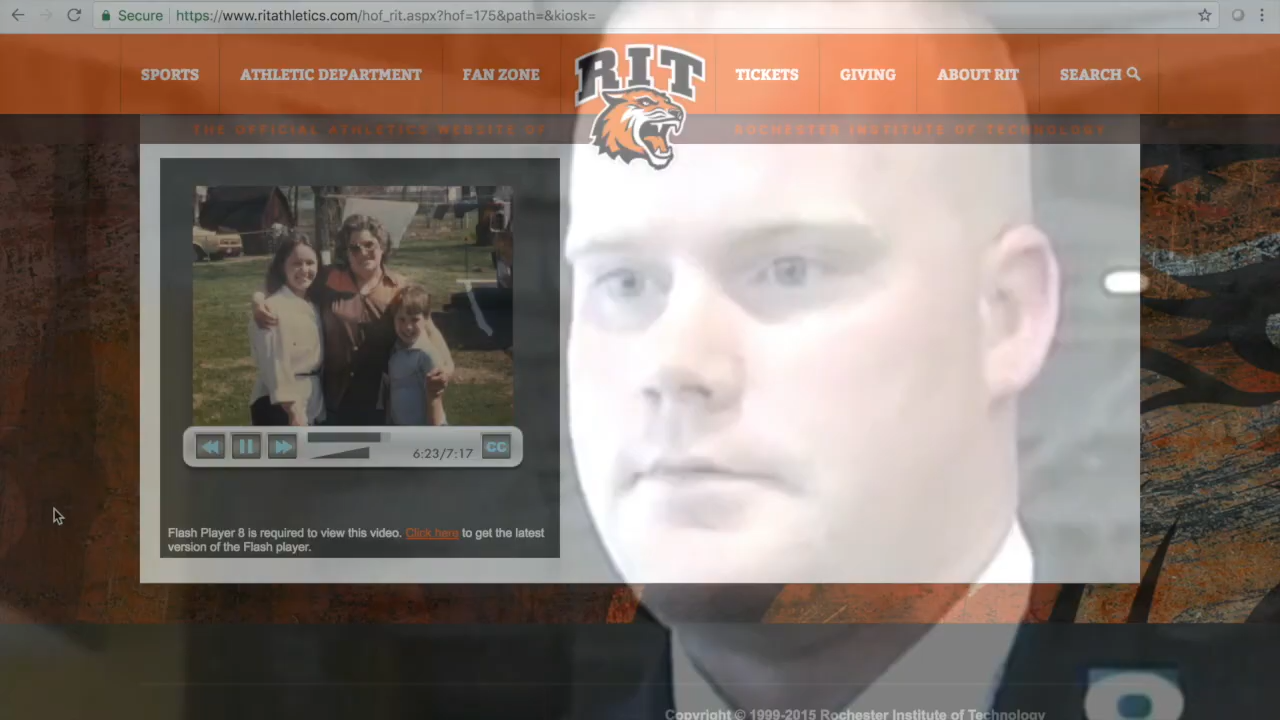 Secure https://www.ritathletics.com/hof_rit.aspx?hof=175&path=&kiosk=
SPORTS ATHLETIC DEPARTMENT FAN ZONE RIT TICKETS GIVING ABOUT RIT SEARCH
THE OFFICIAL ATHLETICS WEBSITE OF ROCHESTER INSTITUTE OF TECHNOLOGY
6:23/7:17 CC
Flash Player 8 is required to view this video. Click here to get the latest
version of the Flash player.
Copyright © 1999-2015 Rochester Institute of Technology